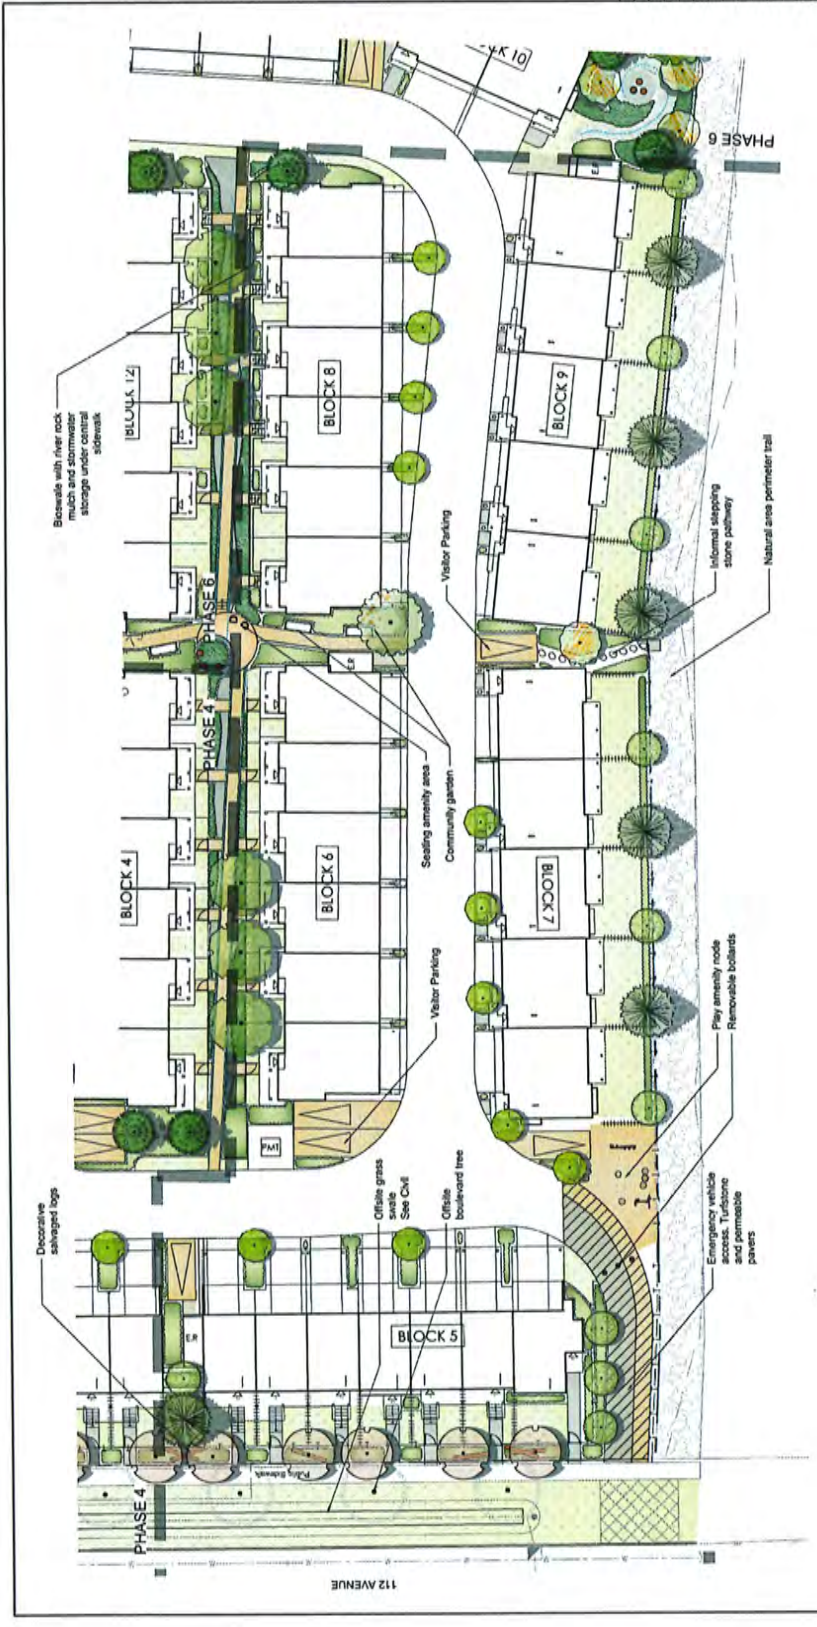 BLOCK 10
PHASE 6
E.R
Bioswale with river rock
mulch and stormwater
storage under central
sidewalk
BLOCK 12
BLOCK 8
BLOCK 9
Visitor Parking
Informal stepping
stone pathway
Natural area perimeter trail
PHASE 6
PHASE 4
E.R
Seating amenity area
Community garden
BLOCK 4
BLOCK 6
BLOCK 7
Visitor Parking
PMT
Play amenity node
Removable bollards
Emergency vehicle
access. Turfstone
and permeable
pavers
Decorative
salvaged logs
Offsite grass
swale
See Civil
Offsite
boulevard tree
E.R
BLOCK 5
Public Sidewalk
PHASE 4
112 AVENUE